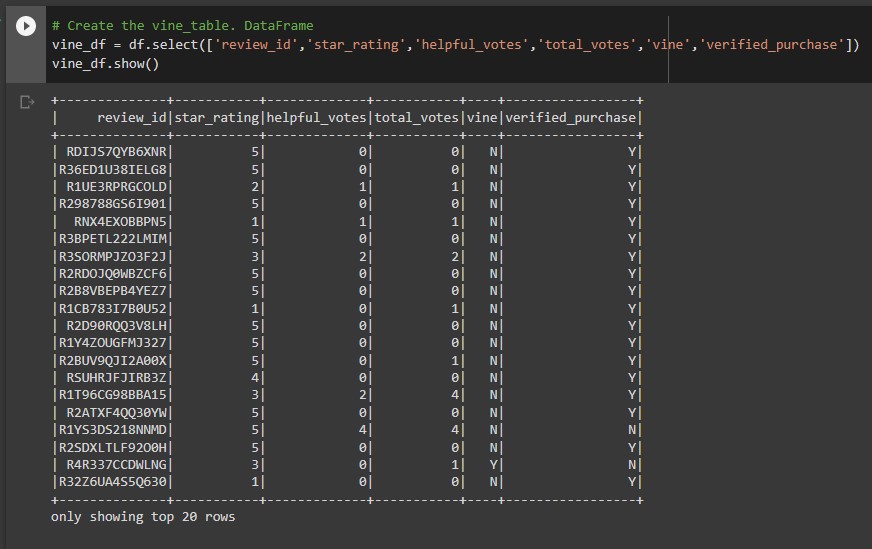 # Create the vine_table. DataFrame
vine_df = df.select(['review_id','star_rating','helpful_votes','total_votes','vine','verified_purchase'])
vine_df.show()
+--------------+-----------+-------------+-----------+----+-----------------+
|     review_id|star_rating|helpful_votes|total_votes|vine|verified_purchase|
+--------------+-----------+-------------+-----------+----+-----------------+
| RDIJS7QYB6XNR|          5|            0|          0|   N|                Y|
|R36ED1U38IELG8|          5|            0|          0|   N|                Y|
| R1UE3RPRGCOLD|          2|            1|          1|   N|                Y|
|R298788GS6I901|          5|            0|          0|   N|                Y|
|  RNX4EXOBBPN5|          1|            1|          1|   N|                Y|
|R3BPETL222LMIM|          5|            0|          0|   N|                Y|
|R3SORMPJZO3F2J|          3|            2|          2|   N|                Y|
|R2RDOJQ0WBZCF6|          5|            0|          0|   N|                Y|
|R2B8VBEPB4YEZ7|          5|            0|          0|   N|                Y|
|R1CB783I7B0U52|          1|            0|          1|   N|                Y|
| R2D90RQQ3V8LH|          5|            0|          0|   N|                Y|
|R1Y4ZOUGFMJ327|          5|            0|          0|   N|                Y|
|R2BUV9QJI2A00X|          5|            0|          1|   N|                Y|
| RSUHRJFJIRB3Z|          4|            0|          0|   N|                Y|
|R1T96CG98BBA15|          3|            2|          4|   N|                Y|
| R2ATXF4QQ30YW|          5|            0|          0|   N|                Y|
|R1YS3DS218NNMD|          5|            4|          4|   N|                N|
|R2SDXLTLF92O0H|          5|            0|          0|   N|                Y|
| R4R337CCDWLNG|          3|            0|          1|   Y|                N|
|R32Z6UA4S5Q630|          1|            0|          0|   N|                Y|
+--------------+-----------+-------------+-----------+----+-----------------+
only showing top 20 rows